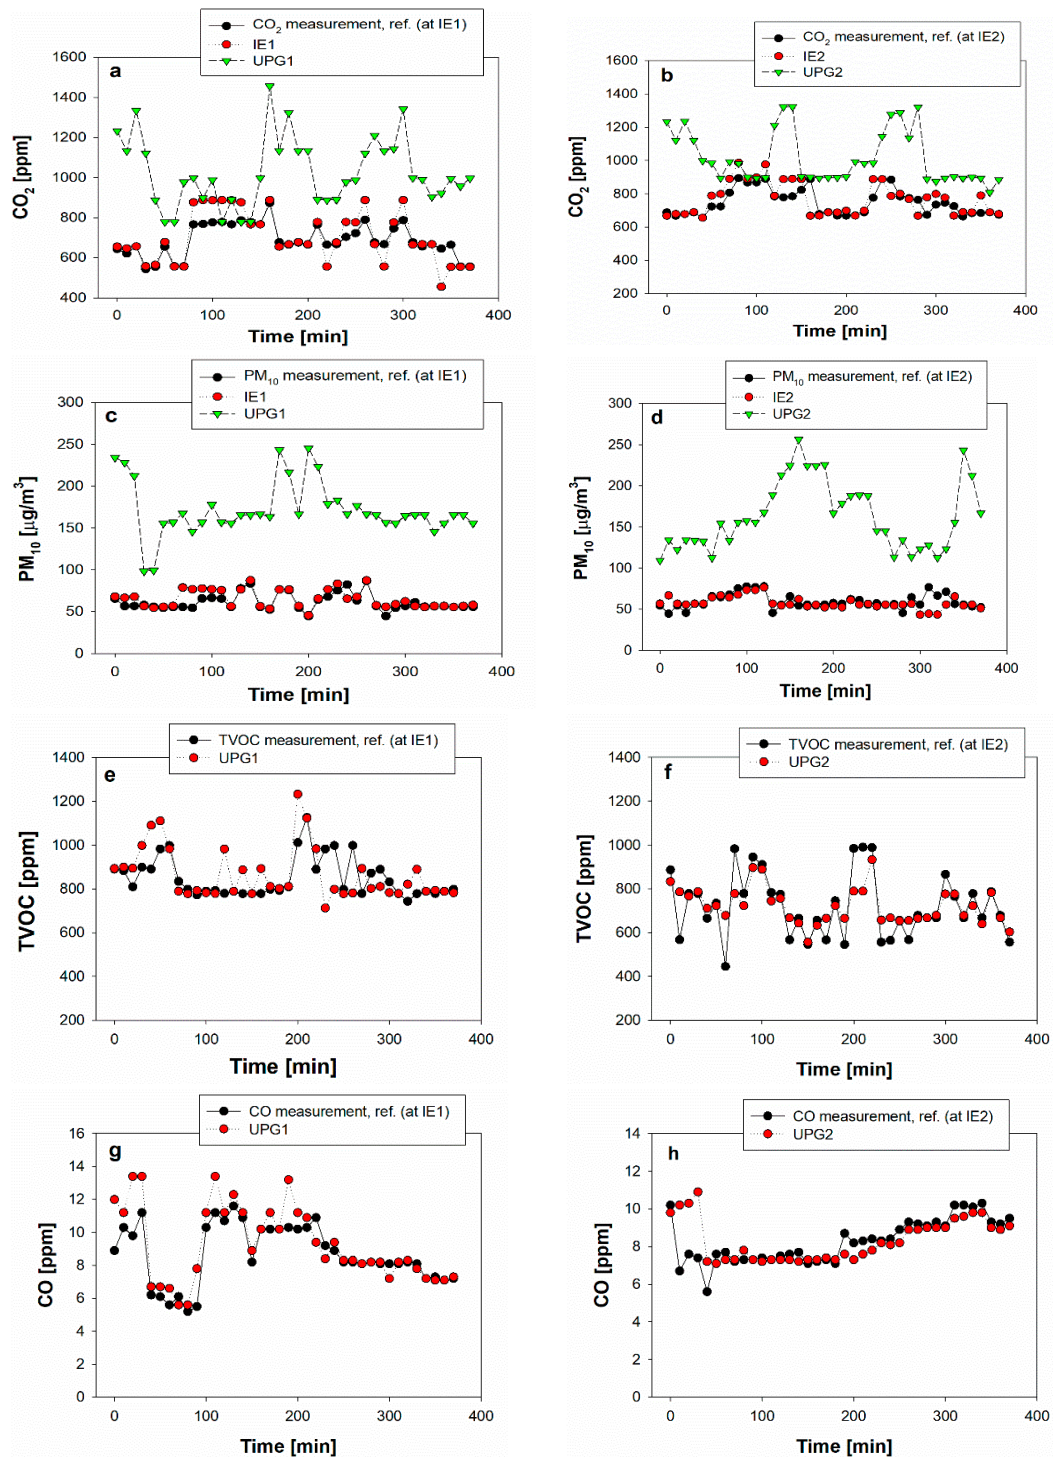 CO2 measurement, ref. (at IE1)
IE1
UPG1
a
1600
1400
1200
1000
800
600
400
CO2 [ppm]
0 100 200 300 400
Time [min]
CO2 measurement, ref. (at IE2)
IE2
UPG2
b
1600
1400
1200
1000
800
600
400
200
CO2 [ppm]
0 100 200 300 400
Time [min]
PM10 measurement, ref. (at IE1)
IE1
UPG1
c
300
250
200
150
100
50
0
PM10 [µg/m3]
0 100 200 300 400
Time [min]
PM10 measurement, ref. (at IE2)
IE2
UPG2
d
300
250
200
150
100
50
0
PM10 [µg/m3]
0 100 200 300 400
Time [min]
TVOC measurement, ref. (at IE1)
UPG1
e
1400
1200
1000
800
600
400
200
TVOC [ppm]
0 100 200 300 400
Time [min]
TVOC measurement, ref. (at IE2)
UPG2
f
1400
1200
1000
800
600
400
200
TVOC [ppm]
0 100 200 300 400
Time [min]
CO measurement, ref. (at IE1)
UPG1
g
16
14
12
10
8
6
4
2
0
CO [ppm]
0 100 200 300 400
Time [min]
CO measurement, ref. (at IE2)
UPG2
h
14
12
10
8
6
4
2
0
CO [ppm]
0 100 200 300 400
Time [min]